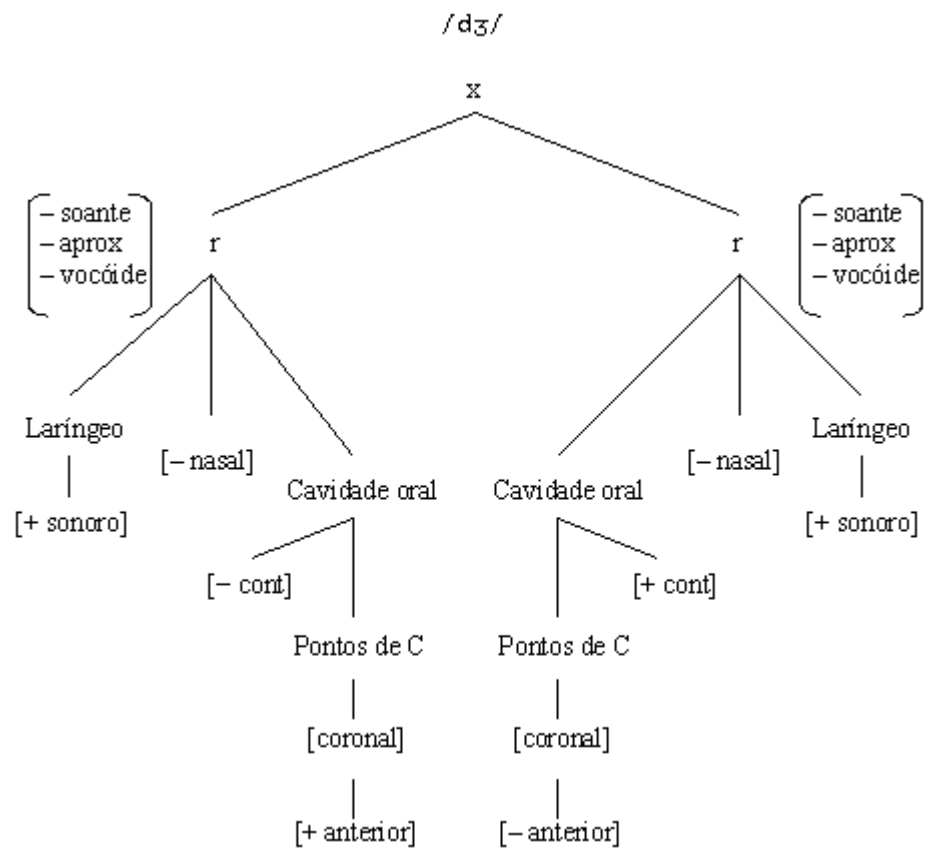 /dʒ/
x
– soante
– aprox
– vocóide
r
r
– soante
– aprox
– vocóide
Laríngeo
[– nasal]
Cavidade oral
Cavidade oral
[– nasal]
Laríngeo
[+ sonoro]
[– cont]
[+ cont]
[+ sonoro]
Pontos de C
Pontos de C
[coronal]
[coronal]
[+ anterior]
[– anterior]